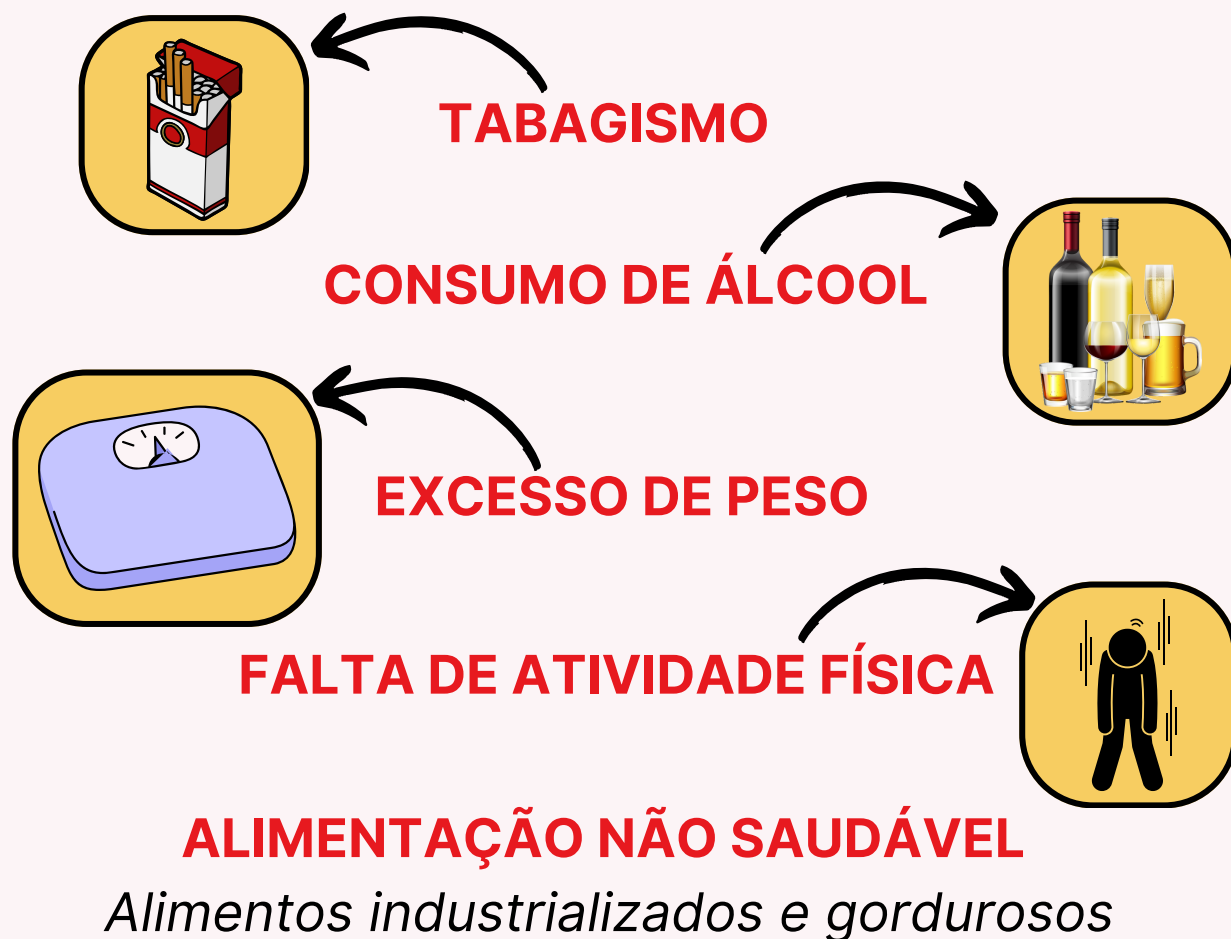 TABAGISMO
CONSUMO DE ÁLCOOL
EXCESSO DE PESO
FALTA DE ATIVIDADE FÍSICA
ALIMENTAÇÃO NÃO SAUDÁVEL
Alimentos industrializados e gordurosos